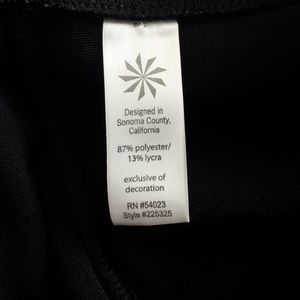 Designed in
Sonoma County,
California
87% polyester/
13% lycra
exclusive of
decoration
RN #54023
Style #225325